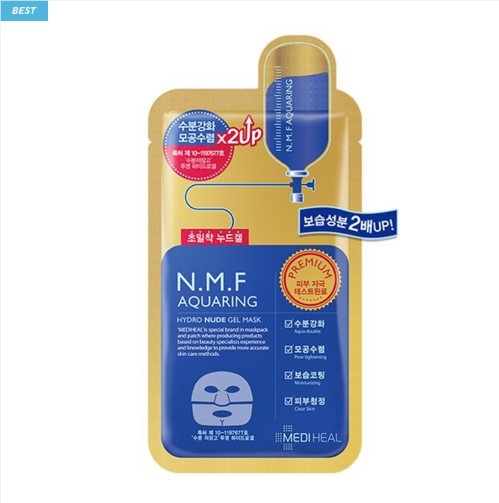 BEST
N.M.F AQUARING
수분강화
모공수렴 x2UP
특허 제 10-1197677호
'수분저장고'
투명 하이드로겔
보습성분 2배UP!
초밀착 누드겔
PREMIUM
피부 자극
테스트완료
N.M.F
AQUARING
HYDRO NUDE GEL MASK
'MEDIHEAL' is special brand in maskpack
and patch where producing products
based on beauty specialists experience
and knowledge to provide more accurate
skin care methods.
수분강화
Aqua double
모공수렴
Pore tightening
보습코팅
Moisturizing
피부청정
Clear Skin
특허 제 10-1197677호
'수분 저장고' 투명 하이드로겔
MEDIHEAL